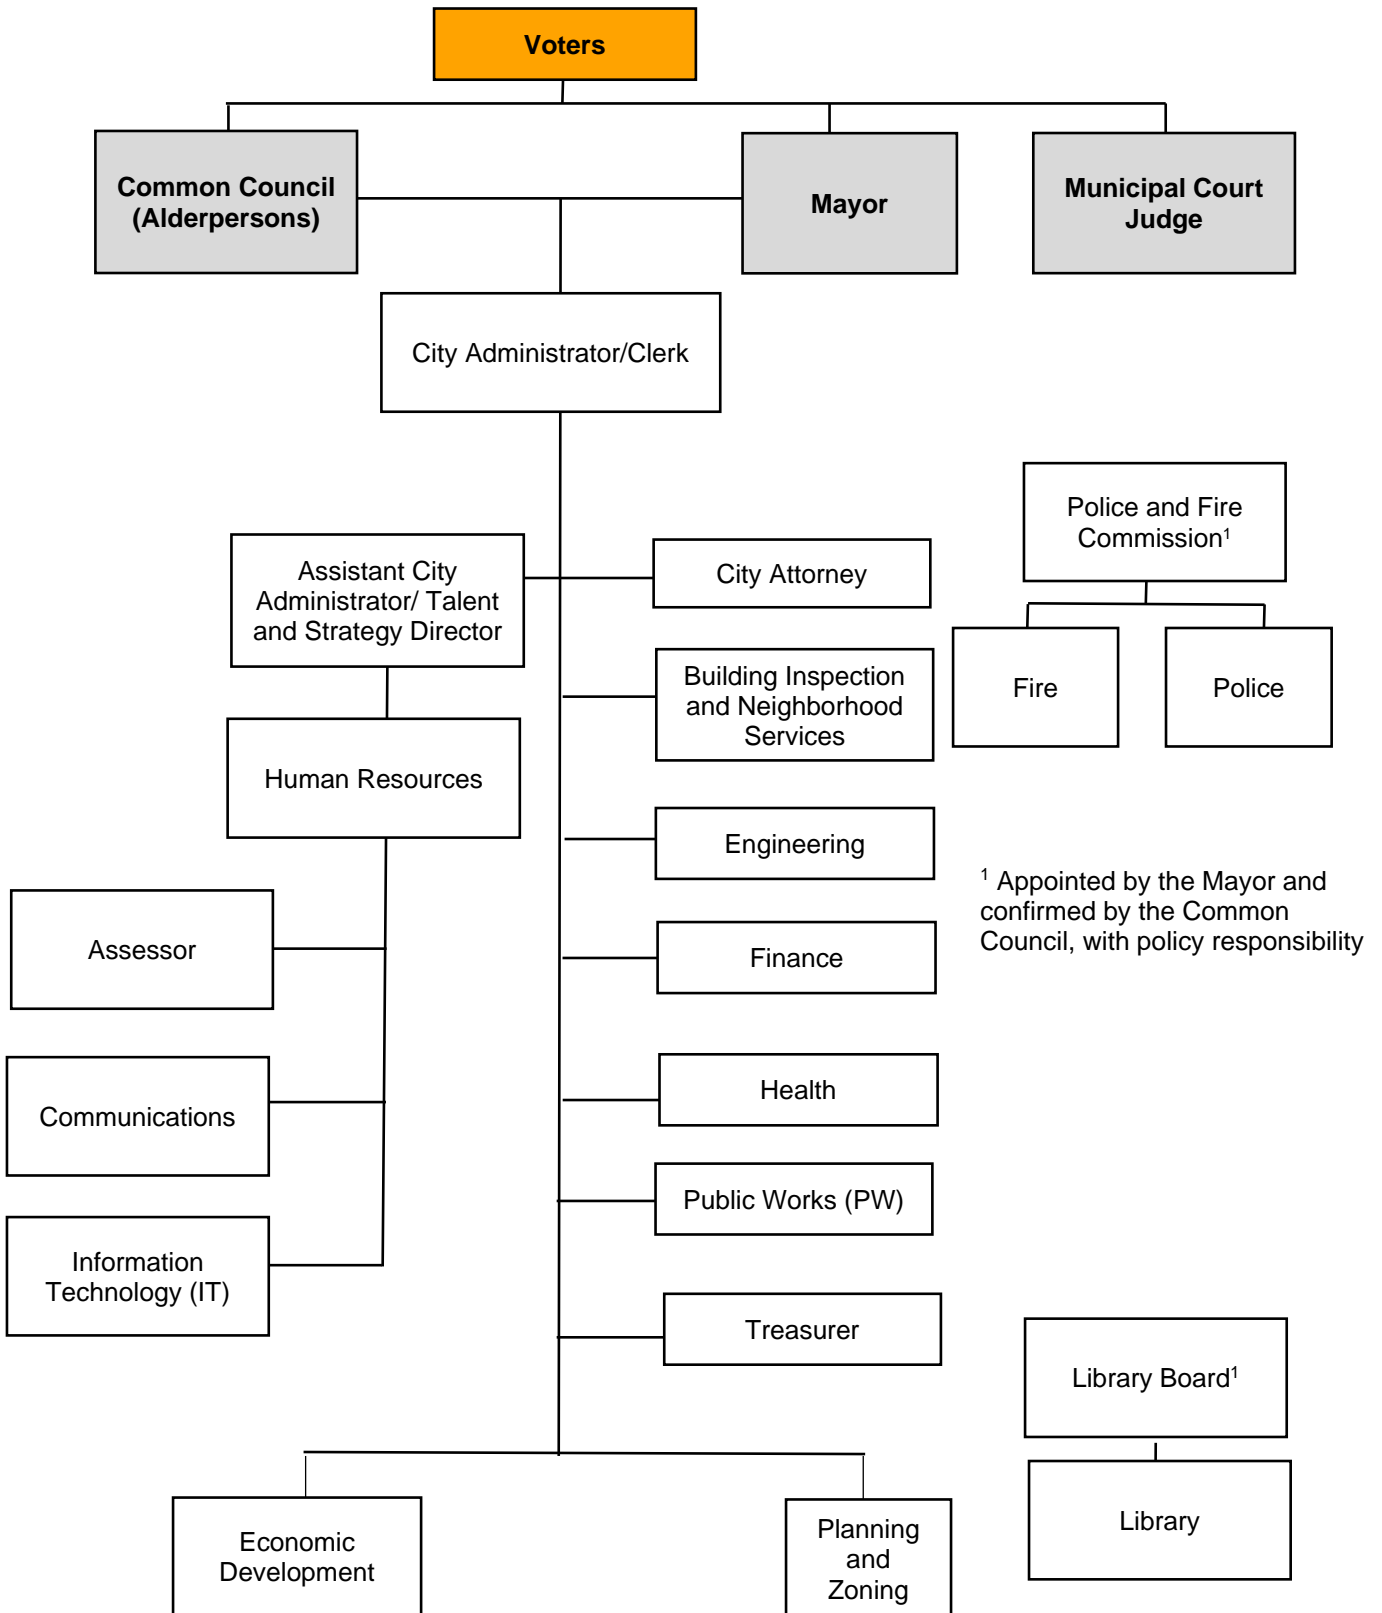 Voters
Common Council
(Alderpersons)
Mayor
Municipal Court
Judge
City Administrator/Clerk
Police and Fire
Commission¹
Assistant City
Administrator/ Talent
and Strategy Director
City Attorney
Building Inspection
and Neighborhood
Services
Fire
Police
Human Resources
Engineering
¹ Appointed by the Mayor and
confirmed by the Common
Council, with policy responsibility
Assessor
Finance
Health
Communications
Public Works (PW)
Information
Technology (IT)
Treasurer
Library Board¹
Library
Economic
Development
Planning
and
Zoning